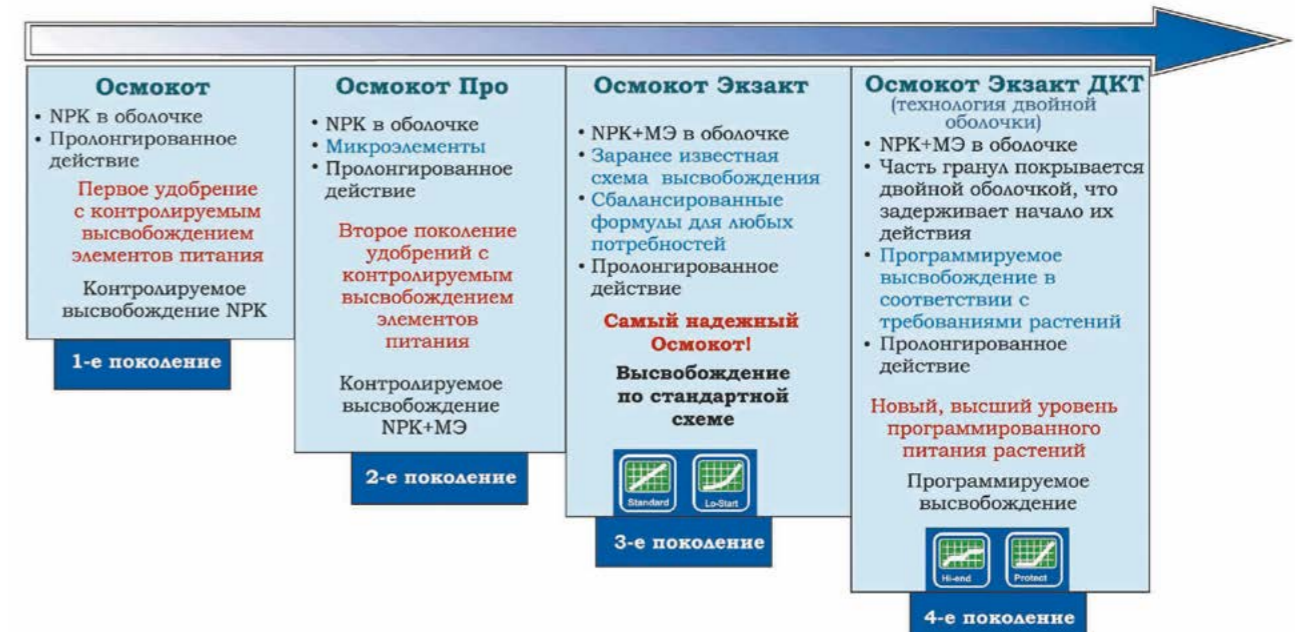 Осмокот
• NPK в оболочке
• Пролонгированное
действие
Первое удобрение
с контролируемым
высвобождением
элементов питания
Контролируемое
высвобождение NPK
1-е поколение
Осмокот Про
• NPK в оболочке
• Микроэлементы
• Пролонгированное
действие
Второе поколение
удобрений с
контролируемым
высвобождением
элементов
питания
Контролируемое
высвобождение
NPK+МЭ
2-е поколение
Осмокот Экзакт
• NPK+МЭ в оболочке
• Заранее известная
схема высвобождения
• Сбалансированные
формулы для любых
потребностей
• Пролонгированное
действие
Самый надежный
Осмокот!
Высвобождение
по стандартной
схеме
Standard
Lo-Start
3-е поколение
Осмокот Экзакт ДКТ
(технология двойной
оболочки)
• NPK+МЭ в оболочке
• Часть гранул покрывается
двойной оболочкой, что
задерживает начало их
действия
• Программируемое
высвобождение в
соответствии с
требованиями растений
• Пролонгированное
действие
Новый, высший уровень
программированного
питания растений
Программируемое
высвобождение
Hi-end
Protect
4-е поколение